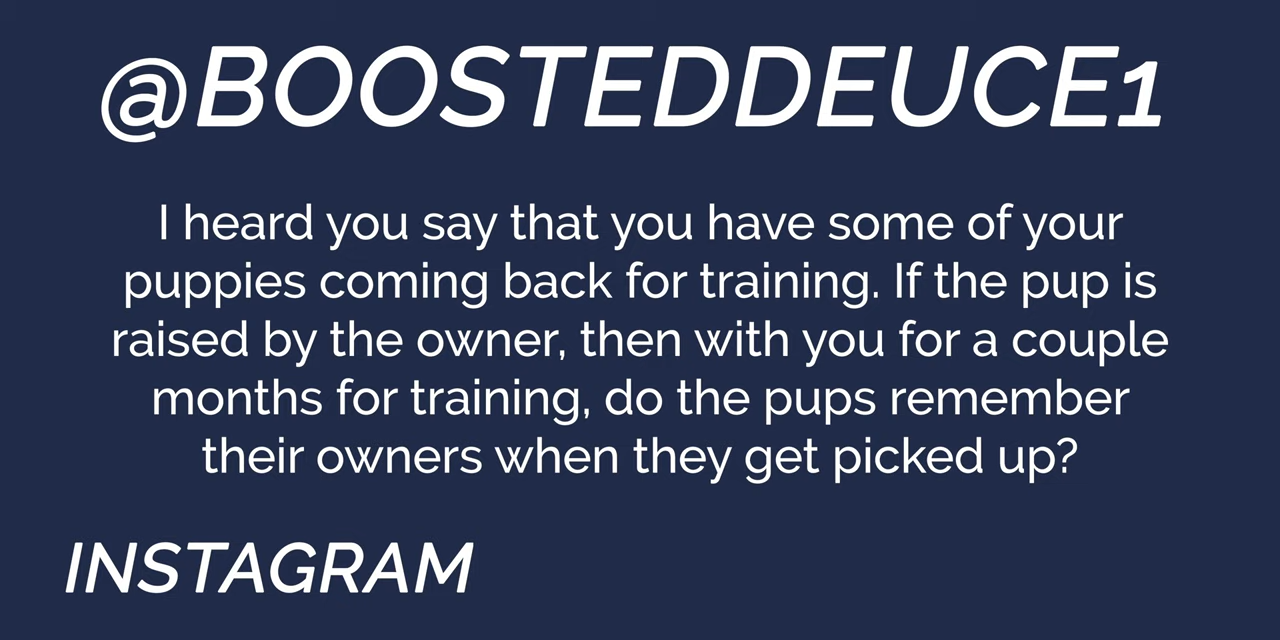 @BOOSTEDDEUCE1
I heard you say that you have some of your
puppies coming back for training. If the pup is
raised by the owner, then with you for a couple
months for training, do the pups remember
their owners when they get picked up?
INSTAGRAM